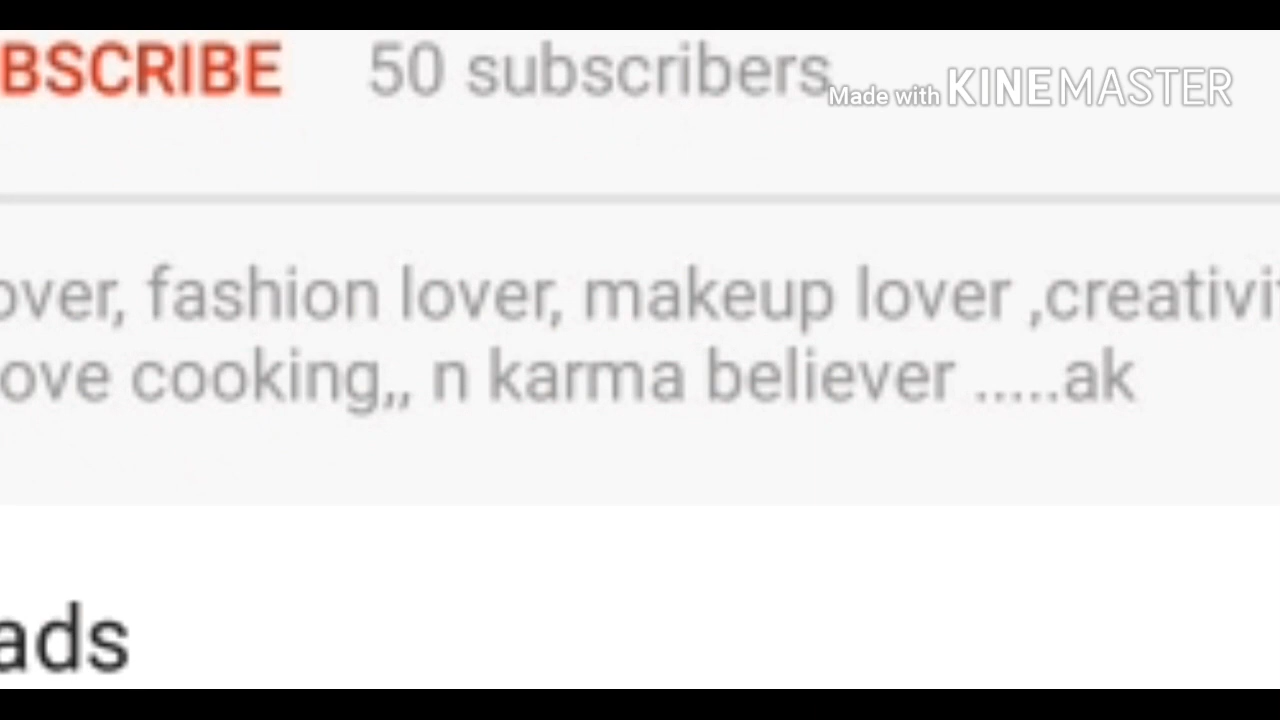 BSCRIBE 50 subscribers
Made with KINEMASTER
over, fashion lover, makeup lover ,creativi
ove cooking,, n karma believer .....ak
ads